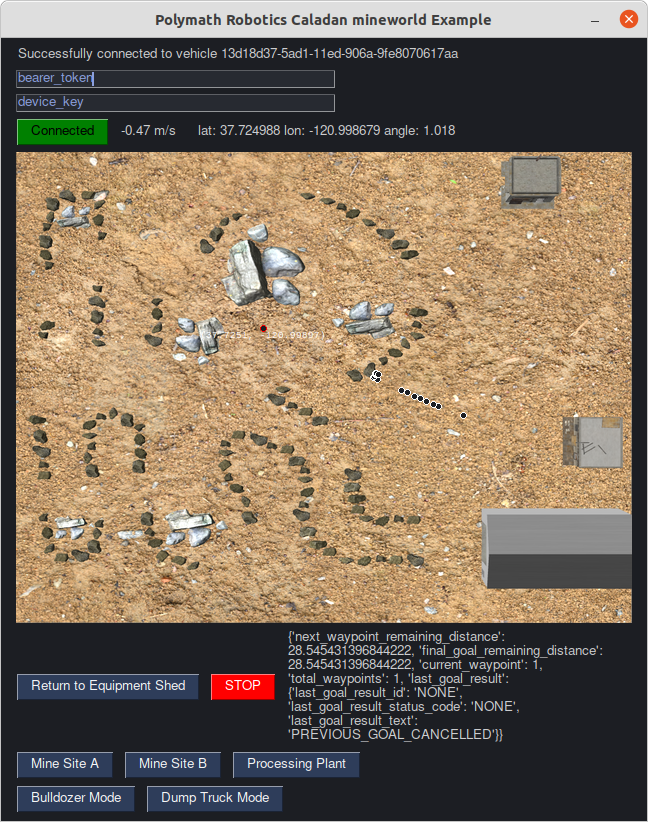 Polymath Robotics Caladan mineworld Example
Successfully connected to vehicle 13d18d37-5ad1-11ed-906a-9fe8070617aa
bearer_token
device_key
Connected -0.47 m/s lat: 37.724988 lon: -120.998679 angle: 1.018
{'next_waypoint_remaining_distance':
28.545431396844222, 'final_goal_remaining_distance':
28.545431396844222, 'current_waypoint': 1,
'total_waypoints': 1, 'last_goal_result':
{'last_goal_result_id': 'NONE',
'last_goal_result_status_code': 'NONE',
'last_goal_result_text':
'PREVIOUS_GOAL_CANCELLED'}}
Return to Equipment Shed STOP
Mine Site A Mine Site B Processing Plant
Bulldozer Mode Dump Truck Mode